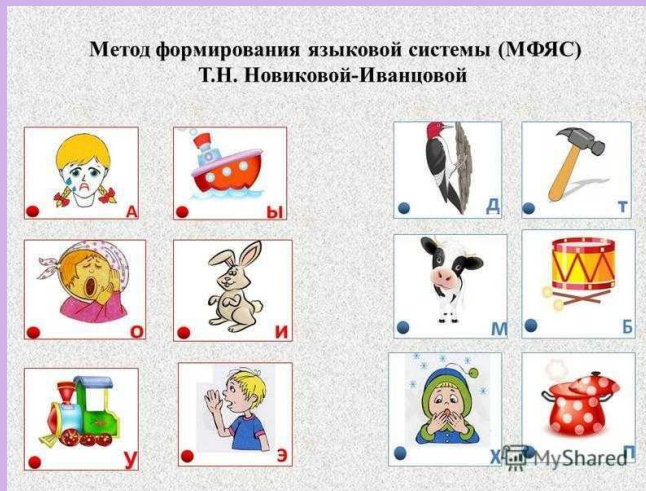 Метод формирования языковой системы (МФЯС)
Т.Н. Новиковой-Иванцовой
А
Ы
Д
Т
О
И
М
Б
У
Э
Х
П
MyShared